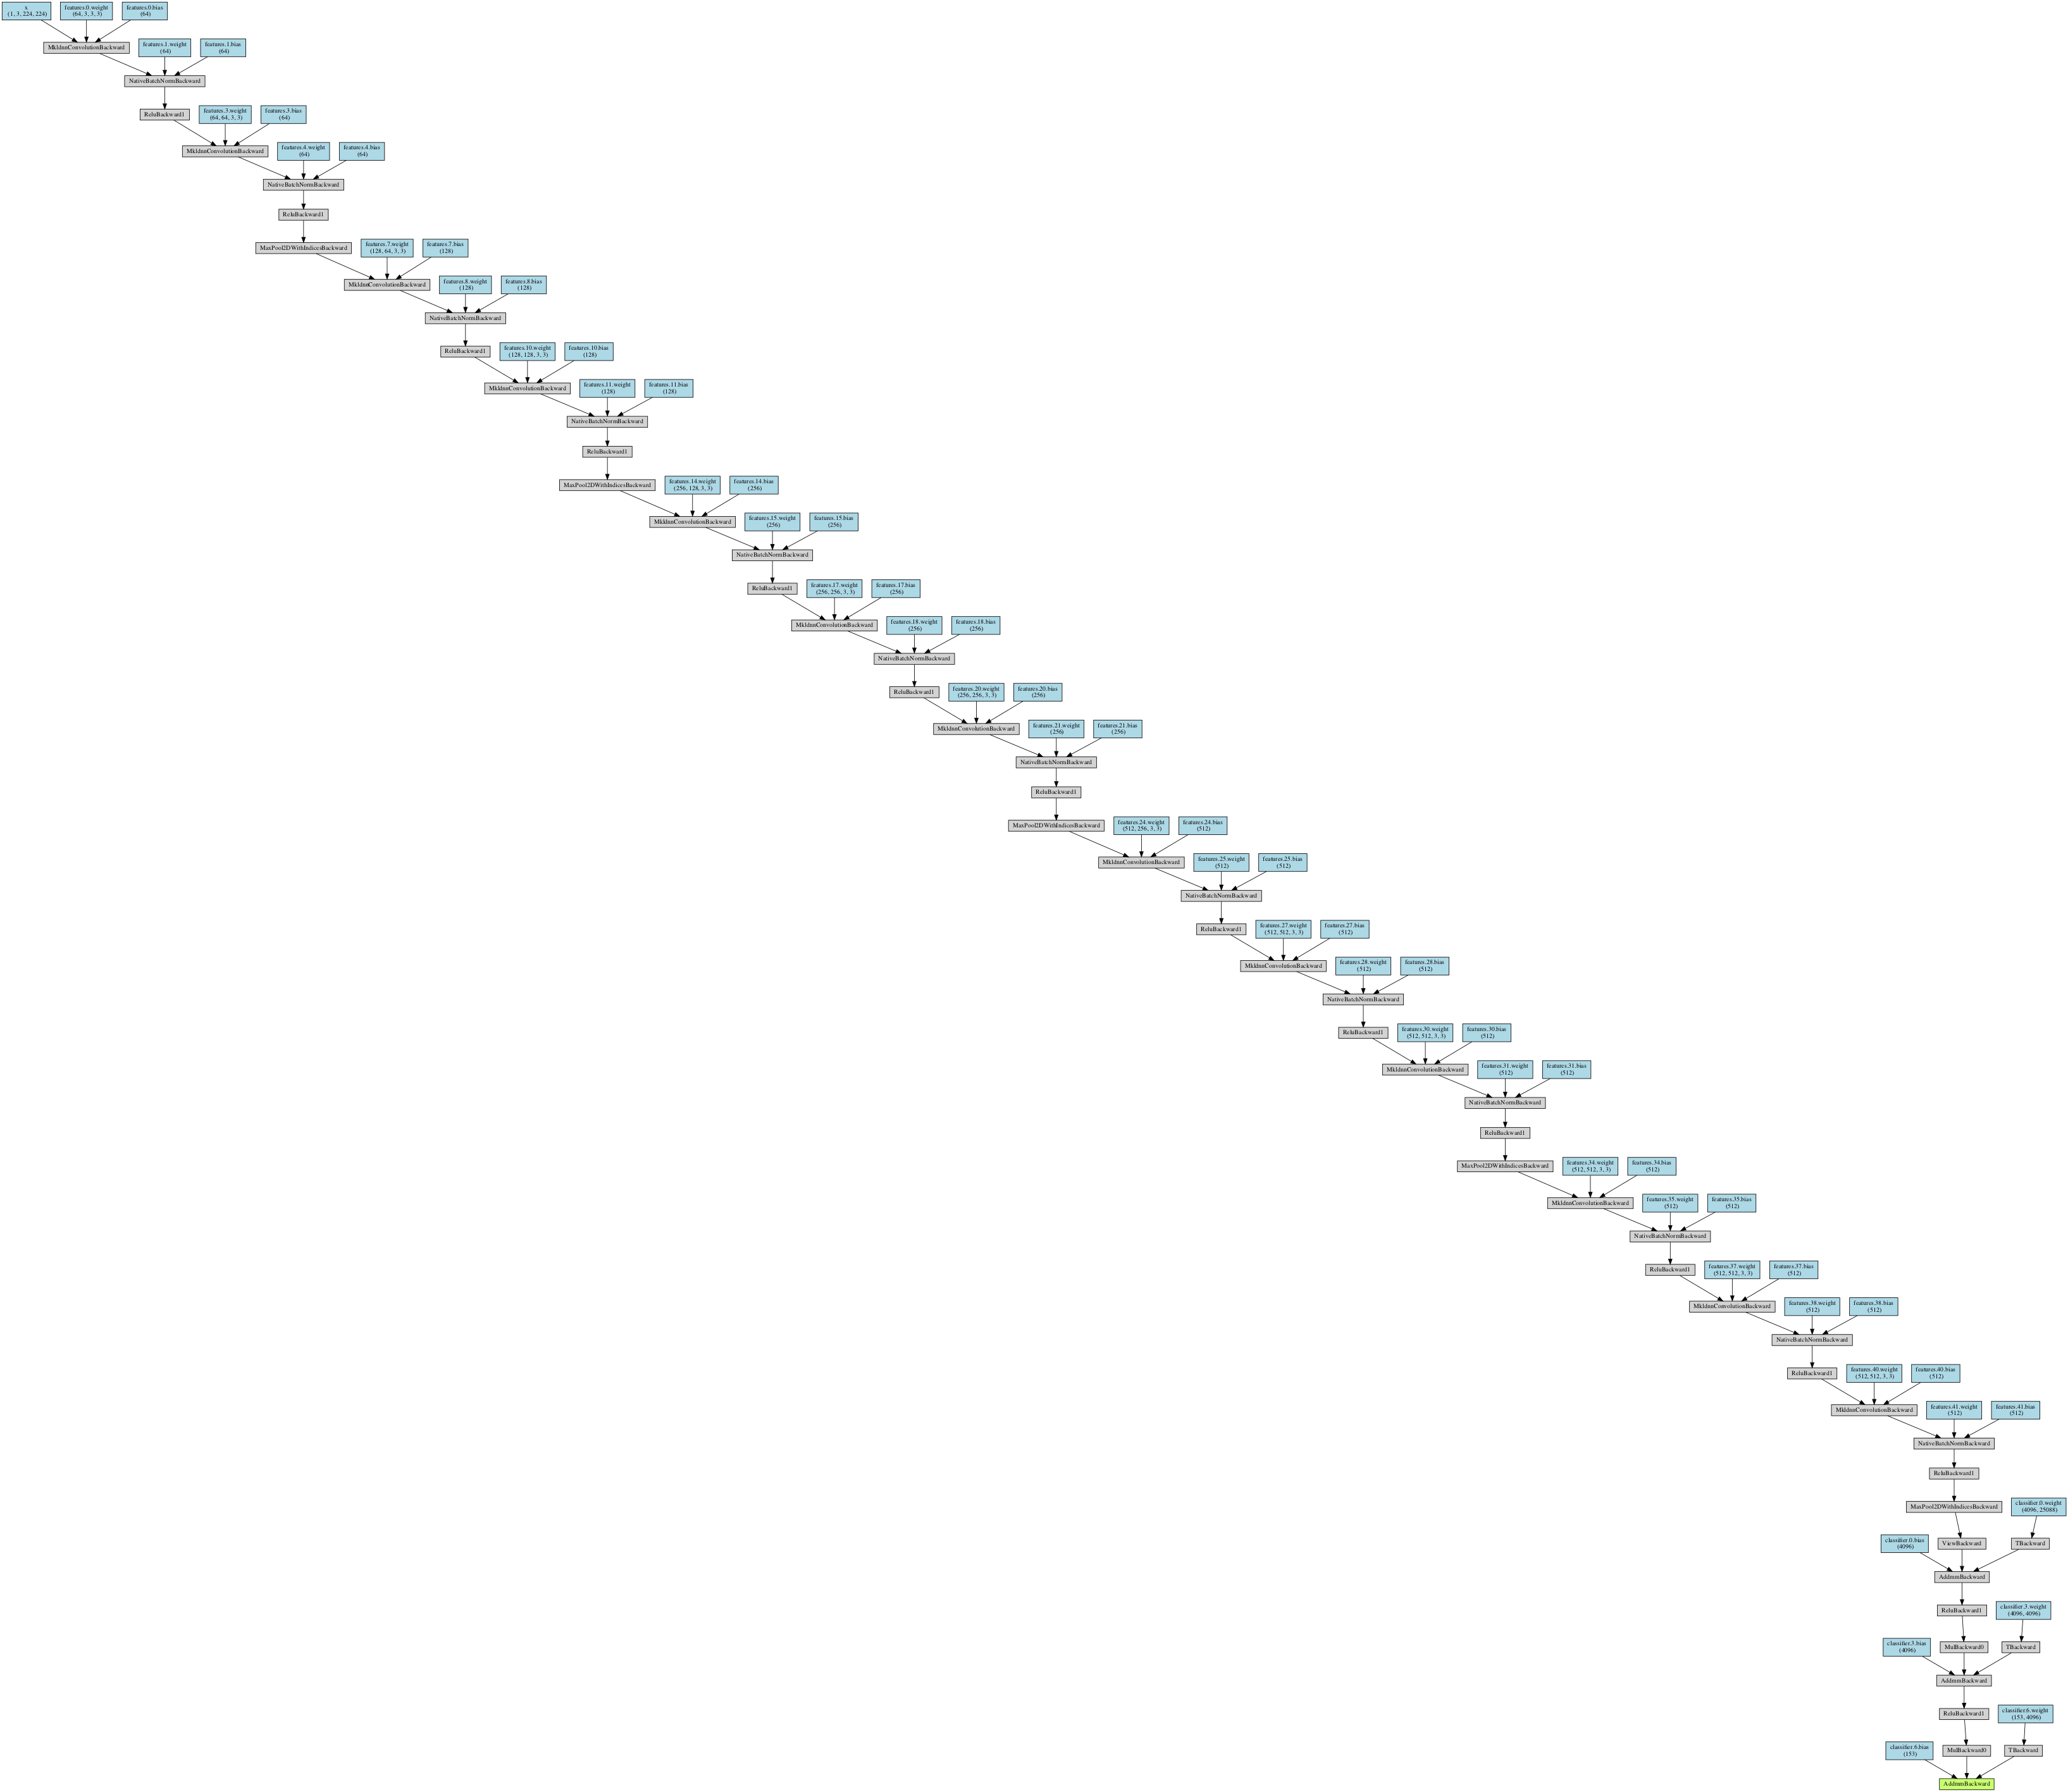 x
(1, 3, 224, 224)
features.0.weight
(64, 3, 3, 3)
features.0.bias
(64)
MkldnnConvolutionBackward
features.1.weight
(64)
features.1.bias
(64)
NativeBatchNormBackward
ReluBackward1
features.3.weight
(64, 64, 3, 3)
features.3.bias
(64)
MkldnnConvolutionBackward
features.4.weight
(64)
features.4.bias
(64)
NativeBatchNormBackward
ReluBackward1
MaxPool2DWithIndicesBackward
features.7.weight
(128, 64, 3, 3)
features.7.bias
(128)
MkldnnConvolutionBackward
features.8.weight
(128)
features.8.bias
(128)
NativeBatchNormBackward
ReluBackward1
features.10.weight
(128, 128, 3, 3)
features.10.bias
(128)
MkldnnConvolutionBackward
features.11.weight
(128)
features.11.bias
(128)
NativeBatchNormBackward
ReluBackward1
MaxPool2DWithIndicesBackward
features.14.weight
(256, 128, 3, 3)
features.14.bias
(256)
MkldnnConvolutionBackward
features.15.weight
(256)
features.15.bias
(256)
NativeBatchNormBackward
ReluBackward1
features.17.weight
(256, 256, 3, 3)
features.17.bias
(256)
MkldnnConvolutionBackward
features.18.weight
(256)
features.18.bias
(256)
NativeBatchNormBackward
ReluBackward1
features.20.weight
(256, 256, 3, 3)
features.20.bias
(256)
MkldnnConvolutionBackward
features.21.weight
(256)
features.21.bias
(256)
NativeBatchNormBackward
ReluBackward1
MaxPool2DWithIndicesBackward
features.24.weight
(512, 256, 3, 3)
features.24.bias
(512)
MkldnnConvolutionBackward
features.25.weight
(512)
features.25.bias
(512)
NativeBatchNormBackward
ReluBackward1
features.27.weight
(512, 512, 3, 3)
features.27.bias
(512)
MkldnnConvolutionBackward
features.28.weight
(512)
features.28.bias
(512)
NativeBatchNormBackward
ReluBackward1
features.30.weight
(512, 512, 3, 3)
features.30.bias
(512)
MkldnnConvolutionBackward
features.31.weight
(512)
features.31.bias
(512)
NativeBatchNormBackward
ReluBackward1
MaxPool2DWithIndicesBackward
features.34.weight
(512, 512, 3, 3)
features.34.bias
(512)
MkldnnConvolutionBackward
features.35.weight
(512)
features.35.bias
(512)
NativeBatchNormBackward
ReluBackward1
features.37.weight
(512, 512, 3, 3)
features.37.bias
(512)
MkldnnConvolutionBackward
features.38.weight
(512)
features.38.bias
(512)
NativeBatchNormBackward
ReluBackward1
features.40.weight
(512, 512, 3, 3)
features.40.bias
(512)
MkldnnConvolutionBackward
features.41.weight
(512)
features.41.bias
(512)
NativeBatchNormBackward
ReluBackward1
MaxPool2DWithIndicesBackward
classifier.0.weight
(4096, 25088)
classifier.0.bias
(4096)
ViewBackward
TBackward
AddmmBackward
ReluBackward1
classifier.3.weight
(4096, 4096)
classifier.3.bias
(4096)
MulBackward0
TBackward
AddmmBackward
ReluBackward1
classifier.6.weight
(153, 4096)
classifier.6.bias
(153)
MulBackward0
TBackward
AddmmBackward